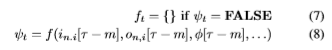 f_t = {} if ψ_t = FALSE (7)
ψ_t = f(i_{n.i}[τ − m], o_{n,i}[τ − m], ϕ[τ − m], . . .) (8)